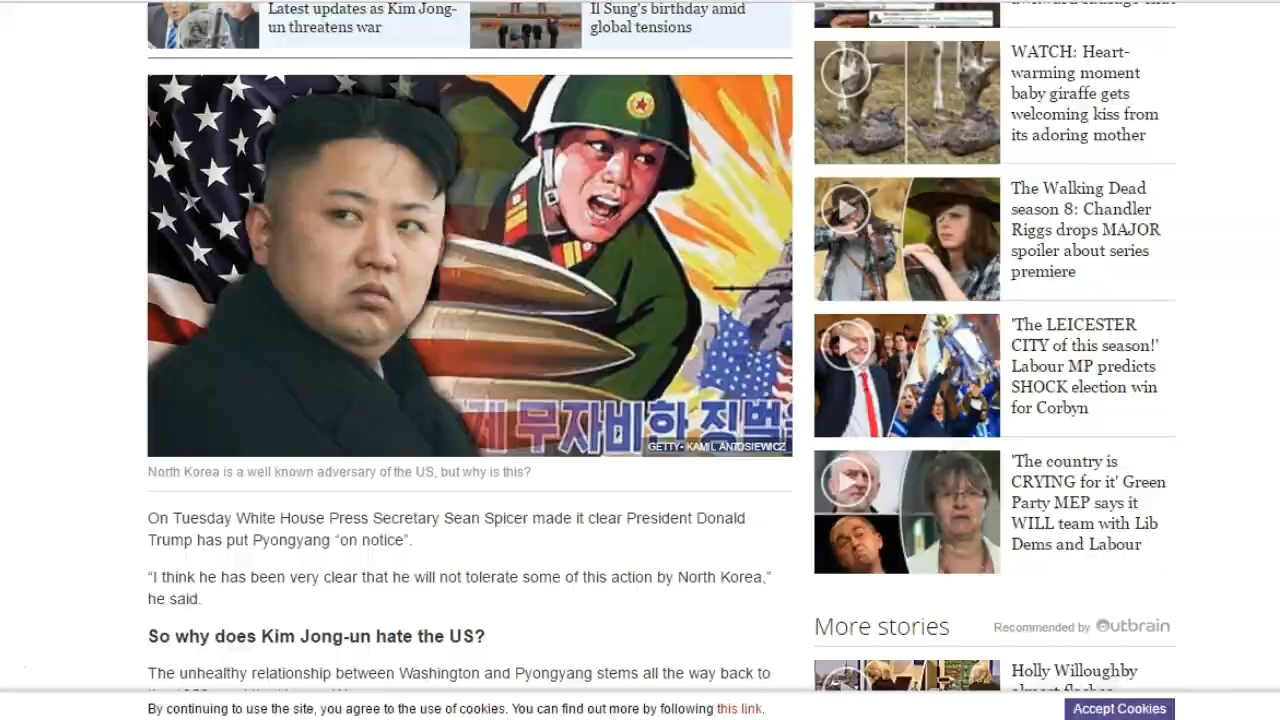 Latest updates as Kim Jong-
un threatens war
Il Sung's birthday amid
global tensions
게 무자비한 징벌을
GETTY- KAMIL ANTOSIEWICZ
North Korea is a well known adversary of the US, but why is this?
On Tuesday White House Press Secretary Sean Spicer made it clear President Donald
Trump has put Pyongyang “on notice”.
“I think he has been very clear that he will not tolerate some of this action by North Korea,”
he said.
So why does Kim Jong-un hate the US?
The unhealthy relationship between Washington and Pyongyang stems all the way back to
WATCH: Heart-
warming moment
baby giraffe gets
welcoming kiss from
its adoring mother
The Walking Dead
season 8: Chandler
Riggs drops MAJOR
spoiler about series
premiere
'The LEICESTER
CITY of this season!'
Labour MP predicts
SHOCK election win
for Corbyn
'The country is
CRYING for it' Green
Party MEP says it
WILL team with Lib
Dems and Labour
More stories
Recommended by Outbrain
Holly Willoughby
By continuing to use the site, you agree to the use of cookies. You can find out more by following this link.
Accept Cookies